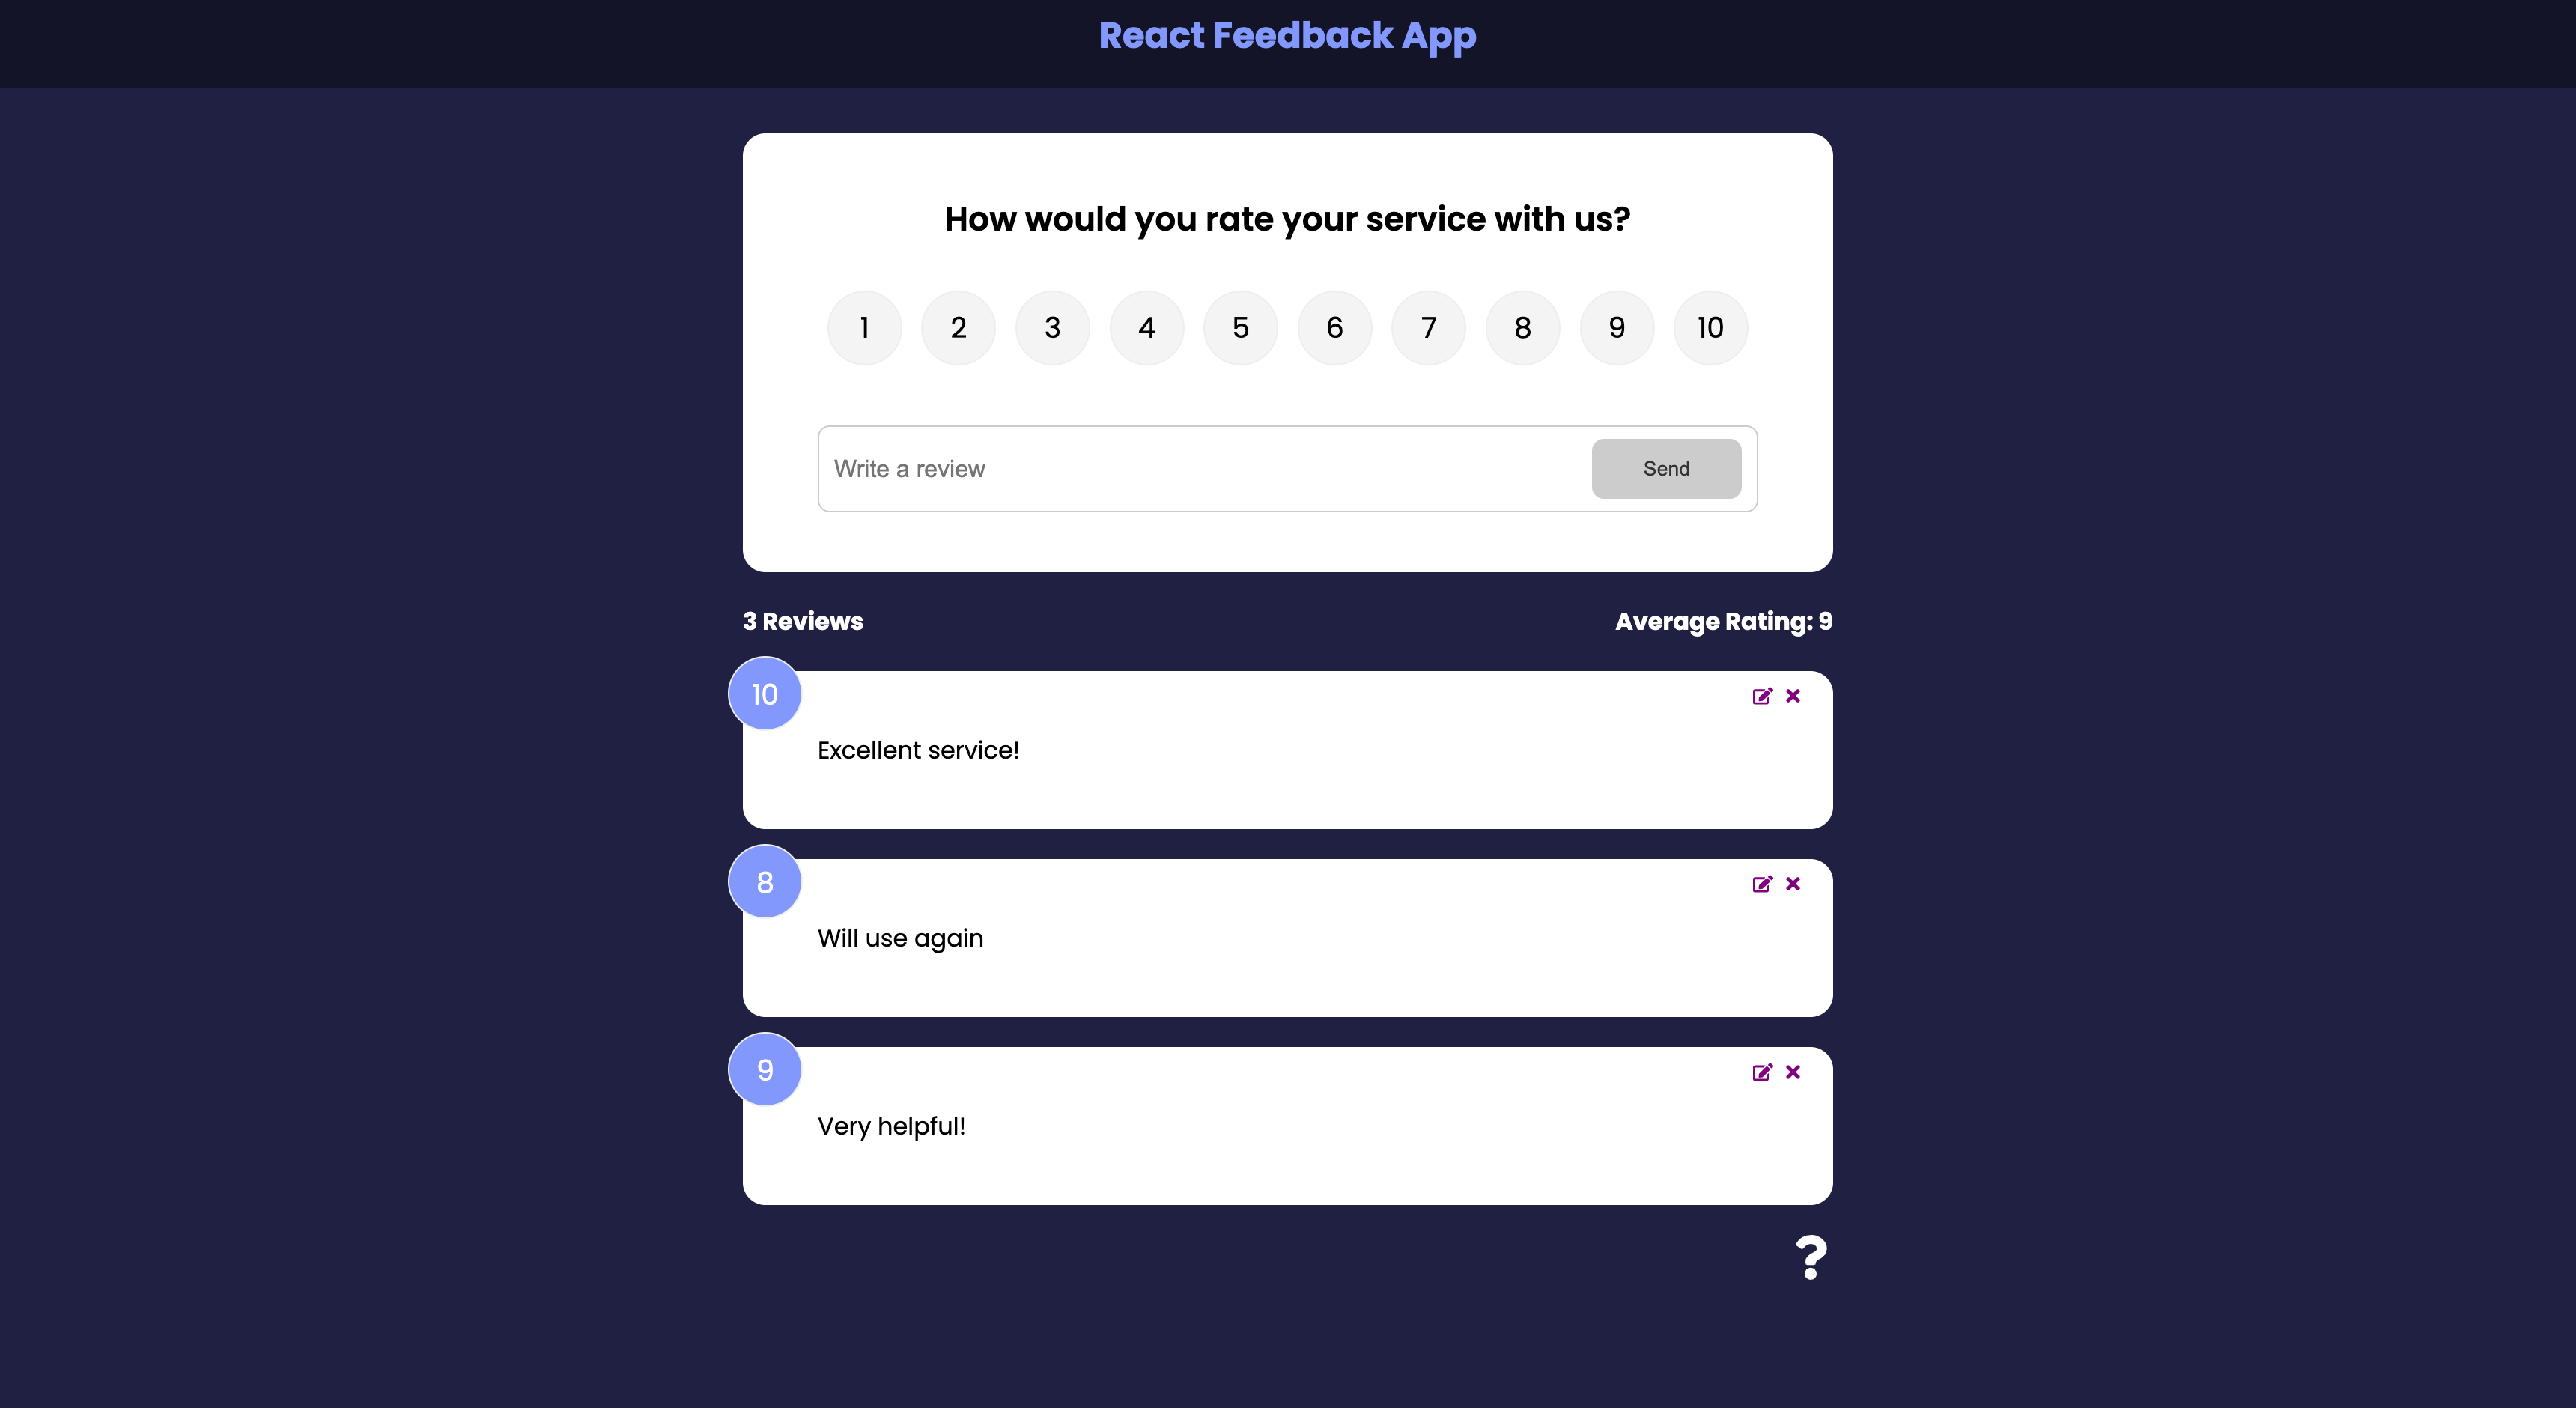 React Feedback App
How would you rate your service with us?
1 2 3 4 5 6 7 8 9 10
Write a review Send
3 Reviews Average Rating: 9
10
Excellent service!
8
Will use again
9
Very helpful!
?